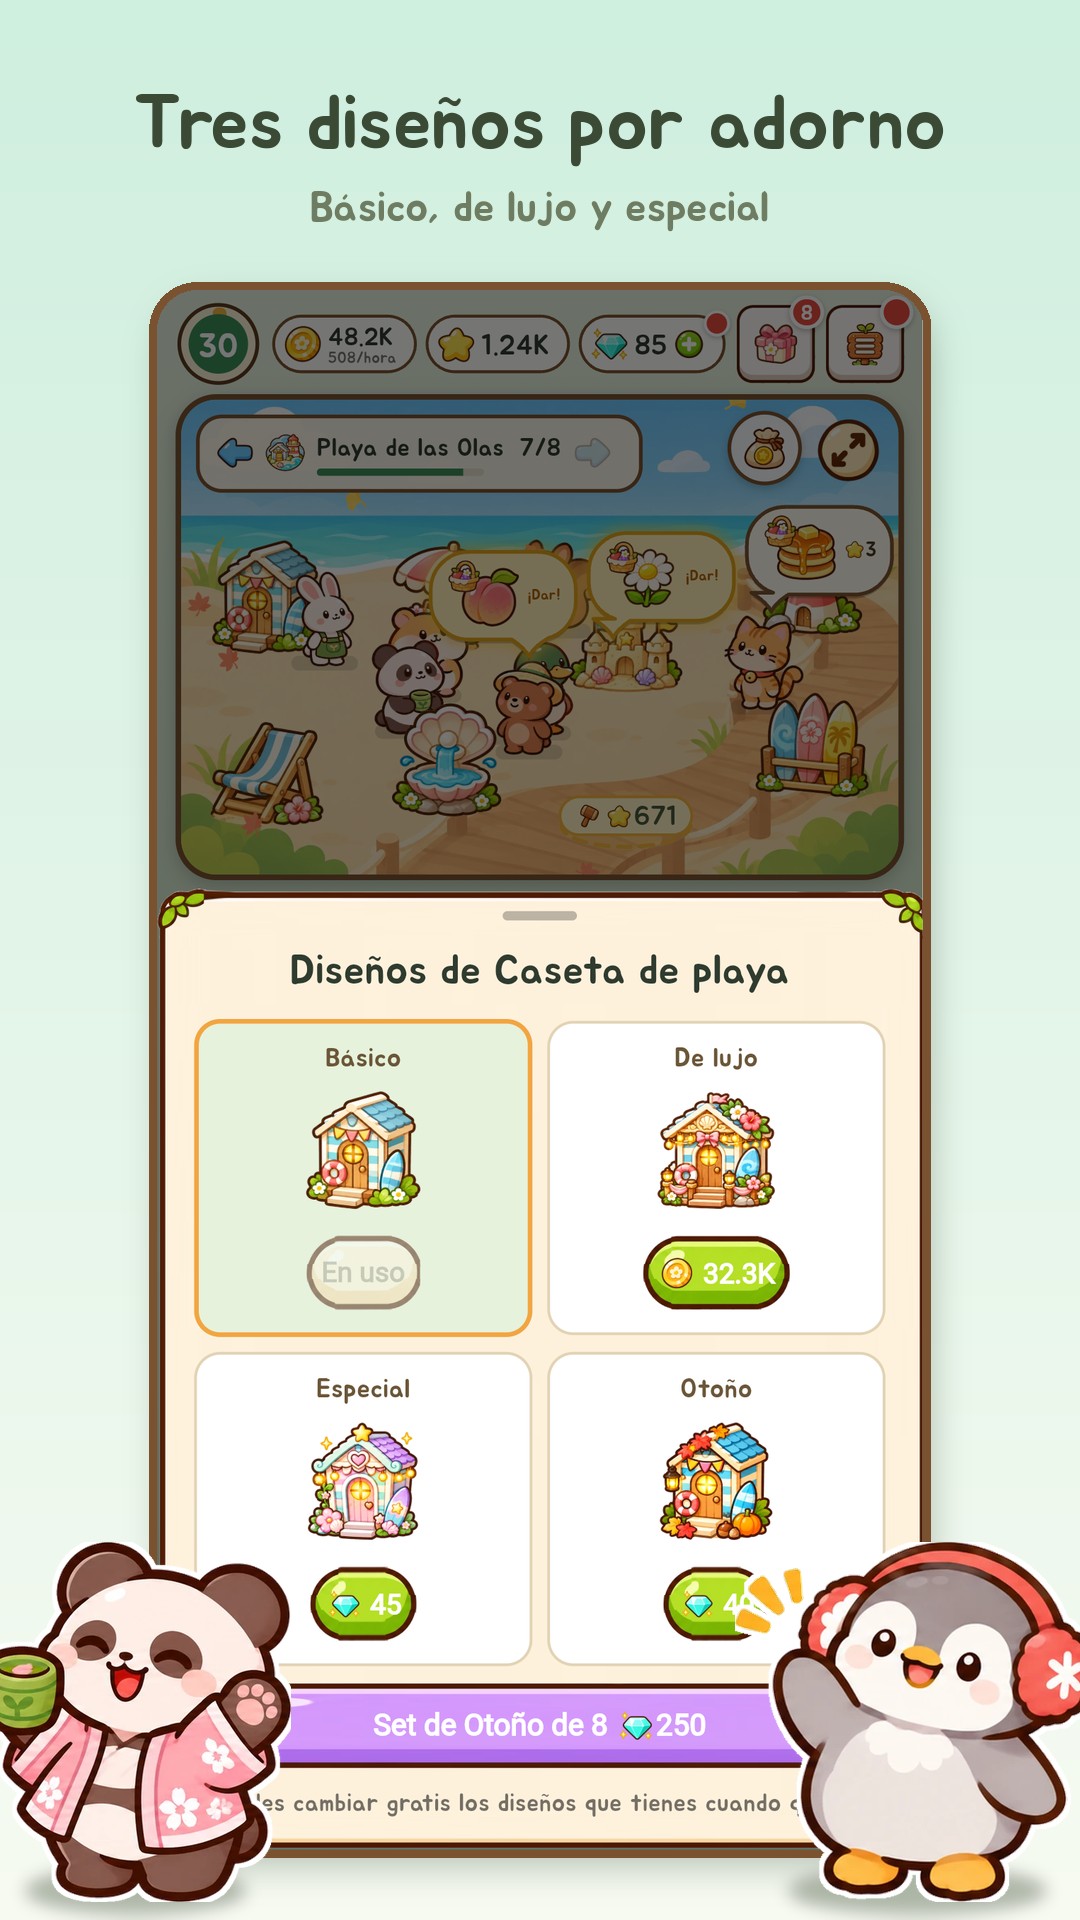 Tres diseños por adorno
Básico, de lujo y especial
30
48.2K
508/hora
1.24K
85
8
Playa de las Olas 7/8
¡Dar!
¡Dar!
3
671
Diseños de Caseta de playa
Básico
De lujo
En uso
32.3K
Especial
Otoño
45
Set de Otoño de 8 250
cambiar gratis los diseños que tienes cuando